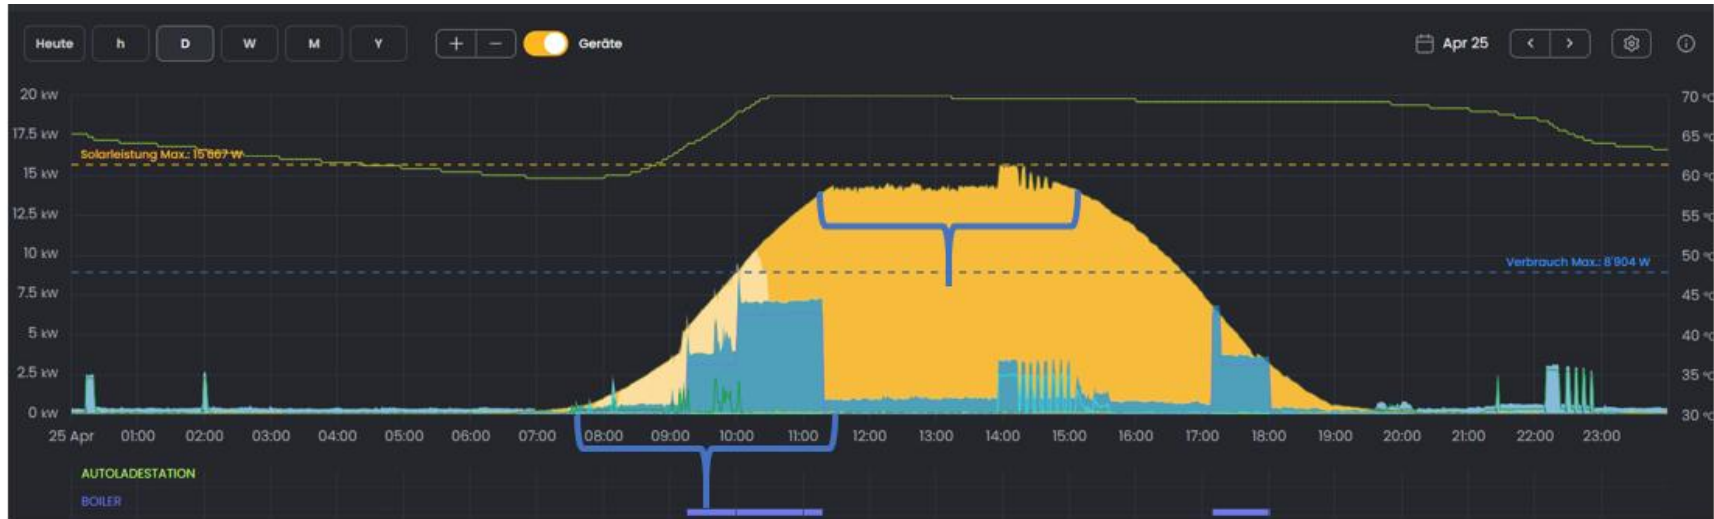 Heute h D W M Y + − Geräte Apr 25 < >
20 kW
17.5 kW
15 kW
12.5 kW
10 kW
7.5 kW
5 kW
2.5 kW
0 kW
Solarleistung Max.: 15'667 W
Verbrauch Max.: 8'904 W
70 °C
65 °C
60 °C
55 °C
50 °C
45 °C
40 °C
35 °C
30 °C
25 Apr 01:00 02:00 03:00 04:00 05:00 06:00 07:00 08:00 09:00 10:00 11:00 12:00 13:00 14:00 15:00 16:00 17:00 18:00 19:00 20:00 21:00 22:00 23:00
AUTOLADESTATION
BOILER